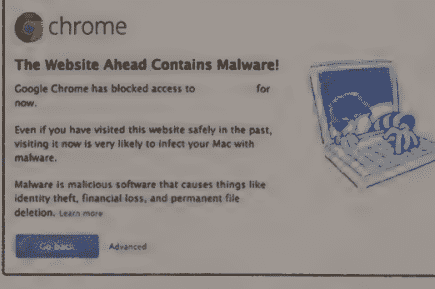 chrome
The Website Ahead Contains Malware!
Google Chrome has blocked access to for
now.
Even if you have visited this website safely in the past,
visiting it now is very likely to infect your Mac with
malware.
Malware is malicious software that causes things like
identity theft, financial loss, and permanent file
deletion. Learn more
Go back Advanced